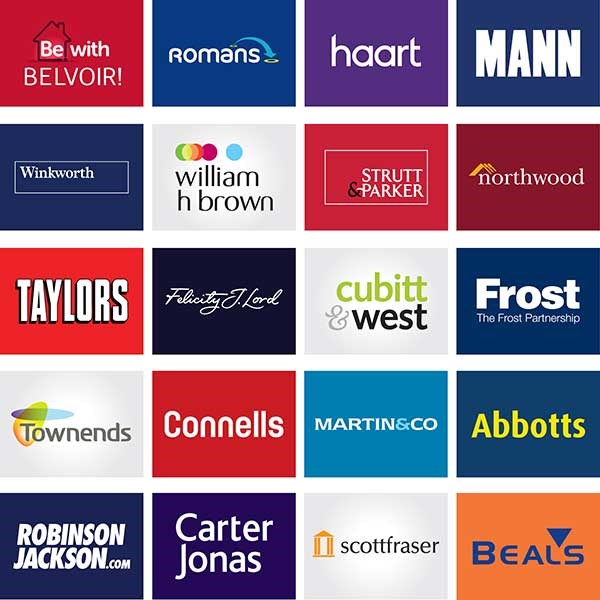 Be with
BELVOIR!
ROMANS
haart
MANN
Winkworth
william
h brown
STRUTT
&PARKER
northwood
TAYLORS
Felicity J. Lord
cubitt
&west
Frost
The Frost Partnership
Townends
Connells
MARTIN&CO
Abbotts
ROBINSON
JACKSON.COM
Carter
Jonas
scottfraser
BEALS